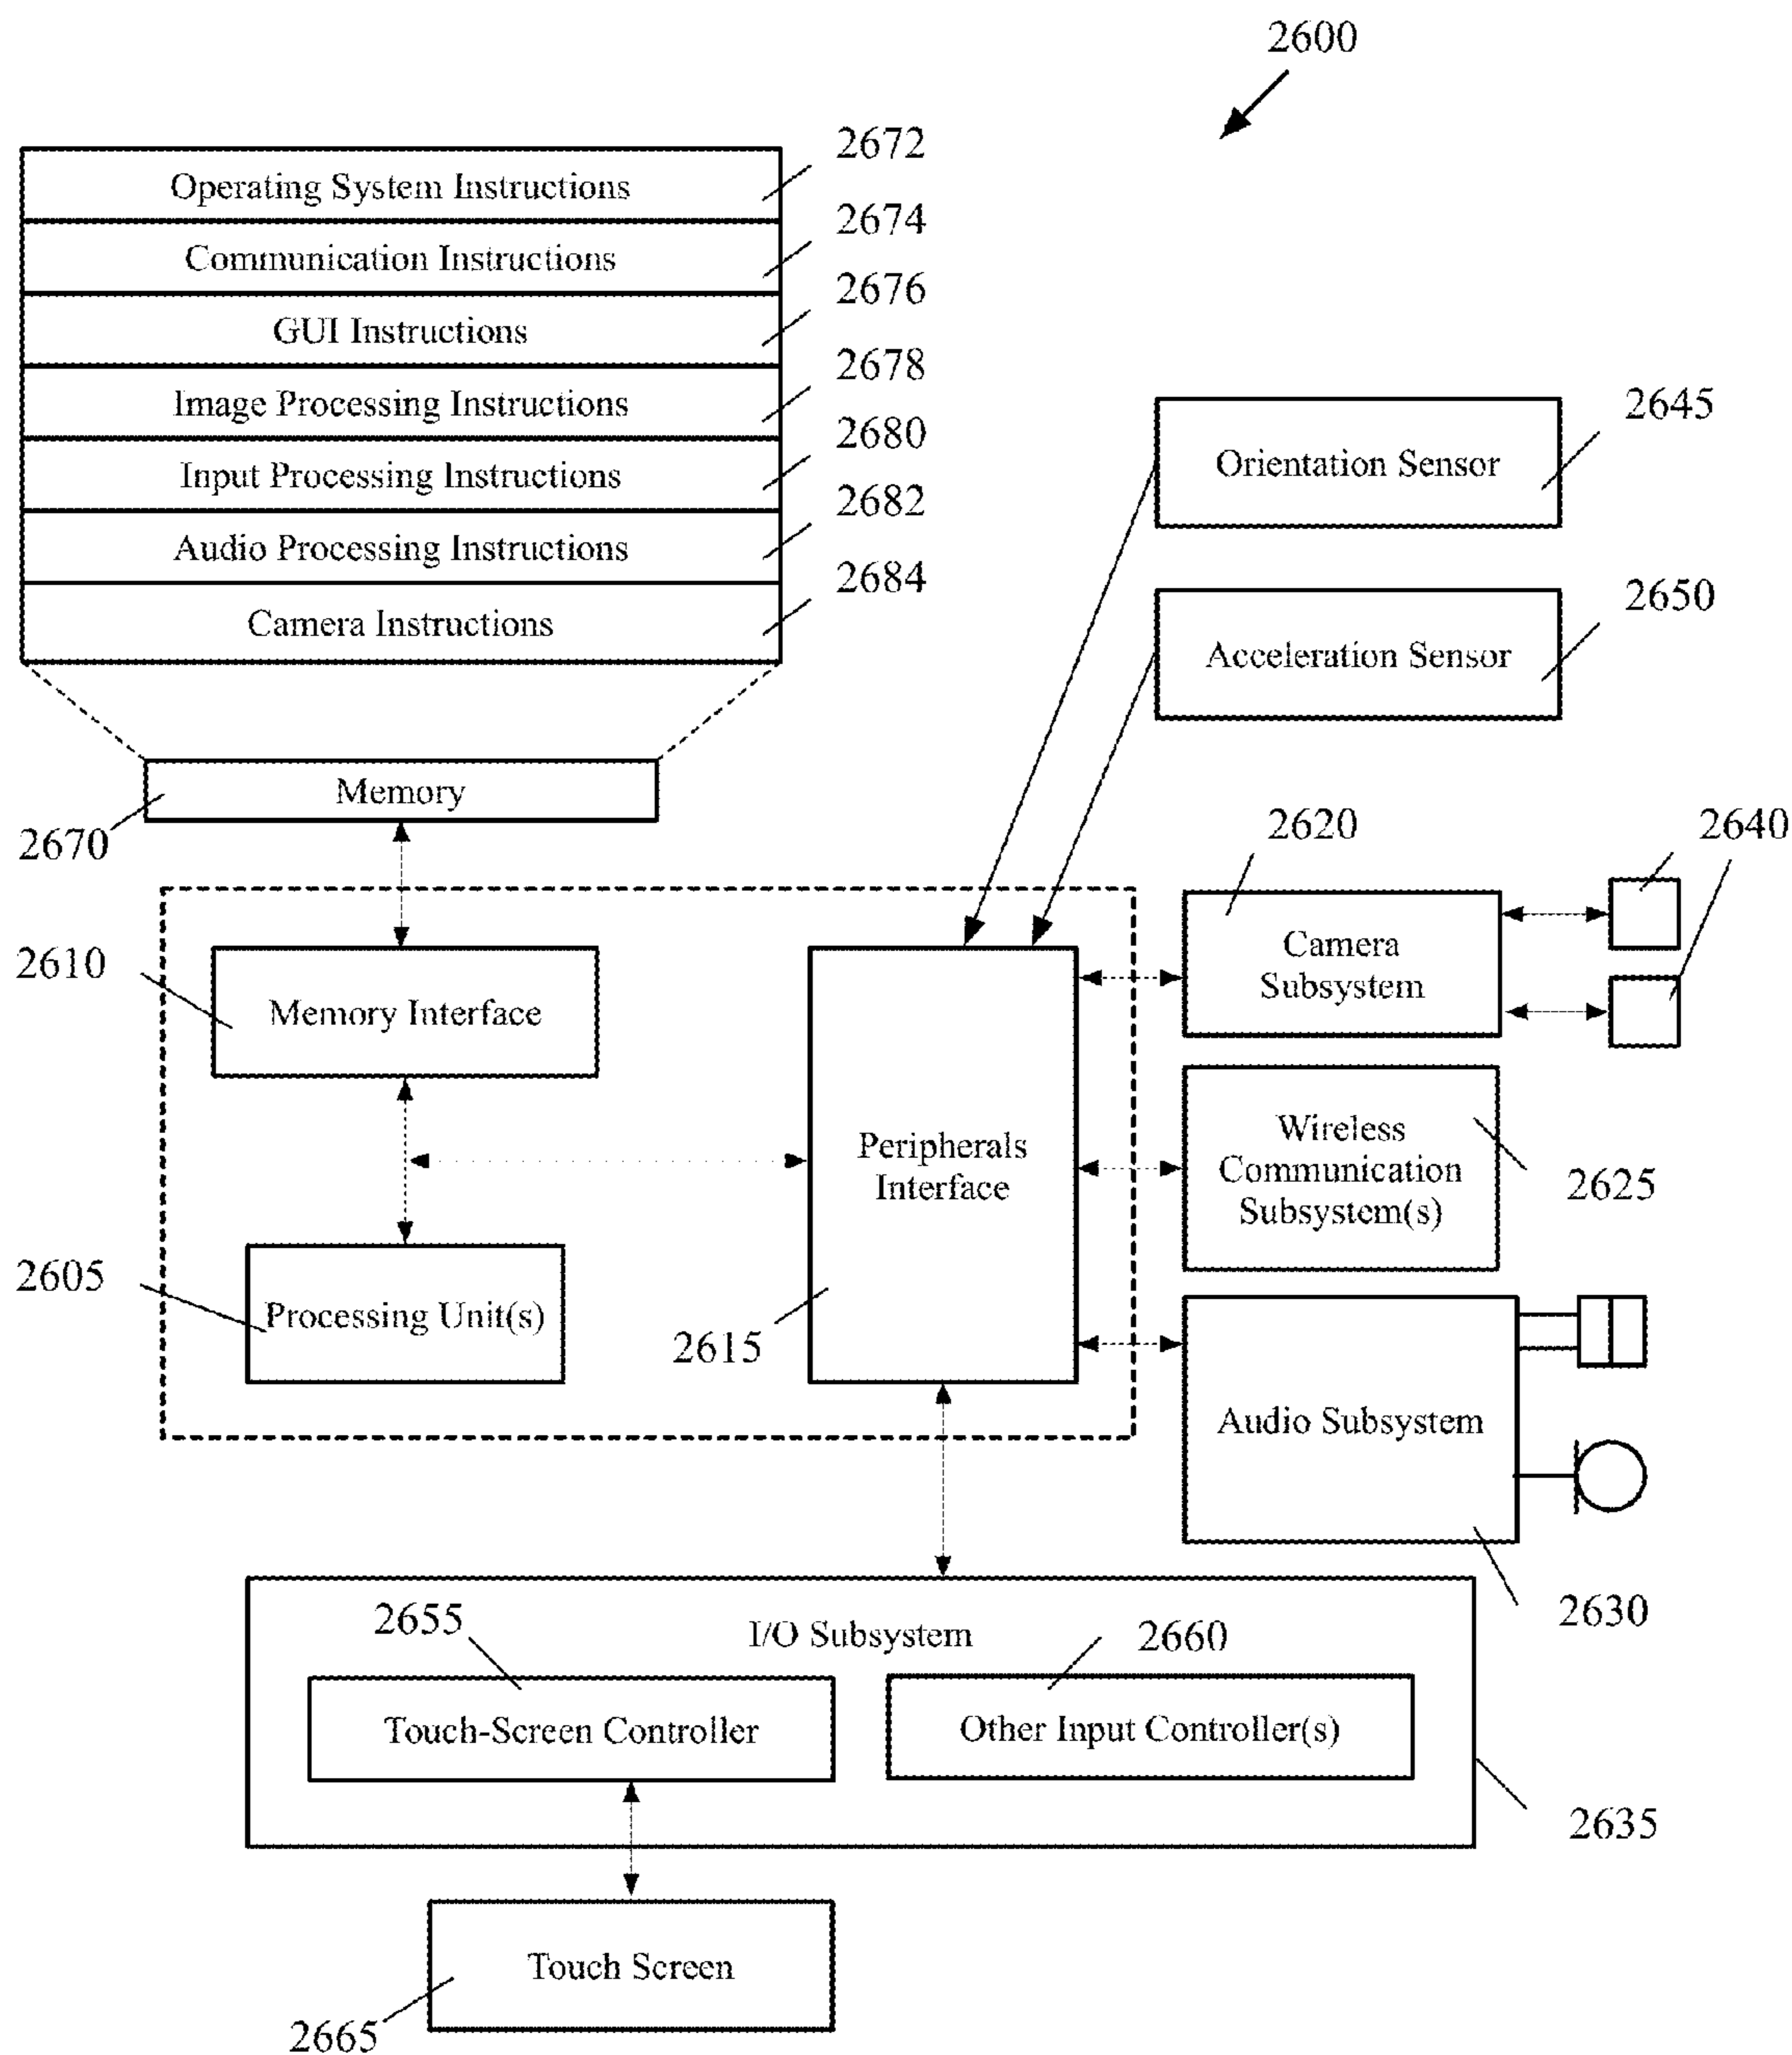 2600
Operating System Instructions
2672
Communication Instructions
2674
GUI Instructions
2676
Image Processing Instructions
2678
Input Processing Instructions
2680
Audio Processing Instructions
2682
Camera Instructions
2684
Orientation Sensor
2645
Acceleration Sensor
2650
Memory
2670
2620
2640
Camera
Subsystem
2610
Memory Interface
Peripherals
Interface
2615
Wireless
Communication
Subsystem(s)
2625
2605
Processing Unit(s)
Audio Subsystem
2630
I/O Subsystem
2655
Touch-Screen Controller
2660
Other Input Controller(s)
2635
Touch Screen
2665